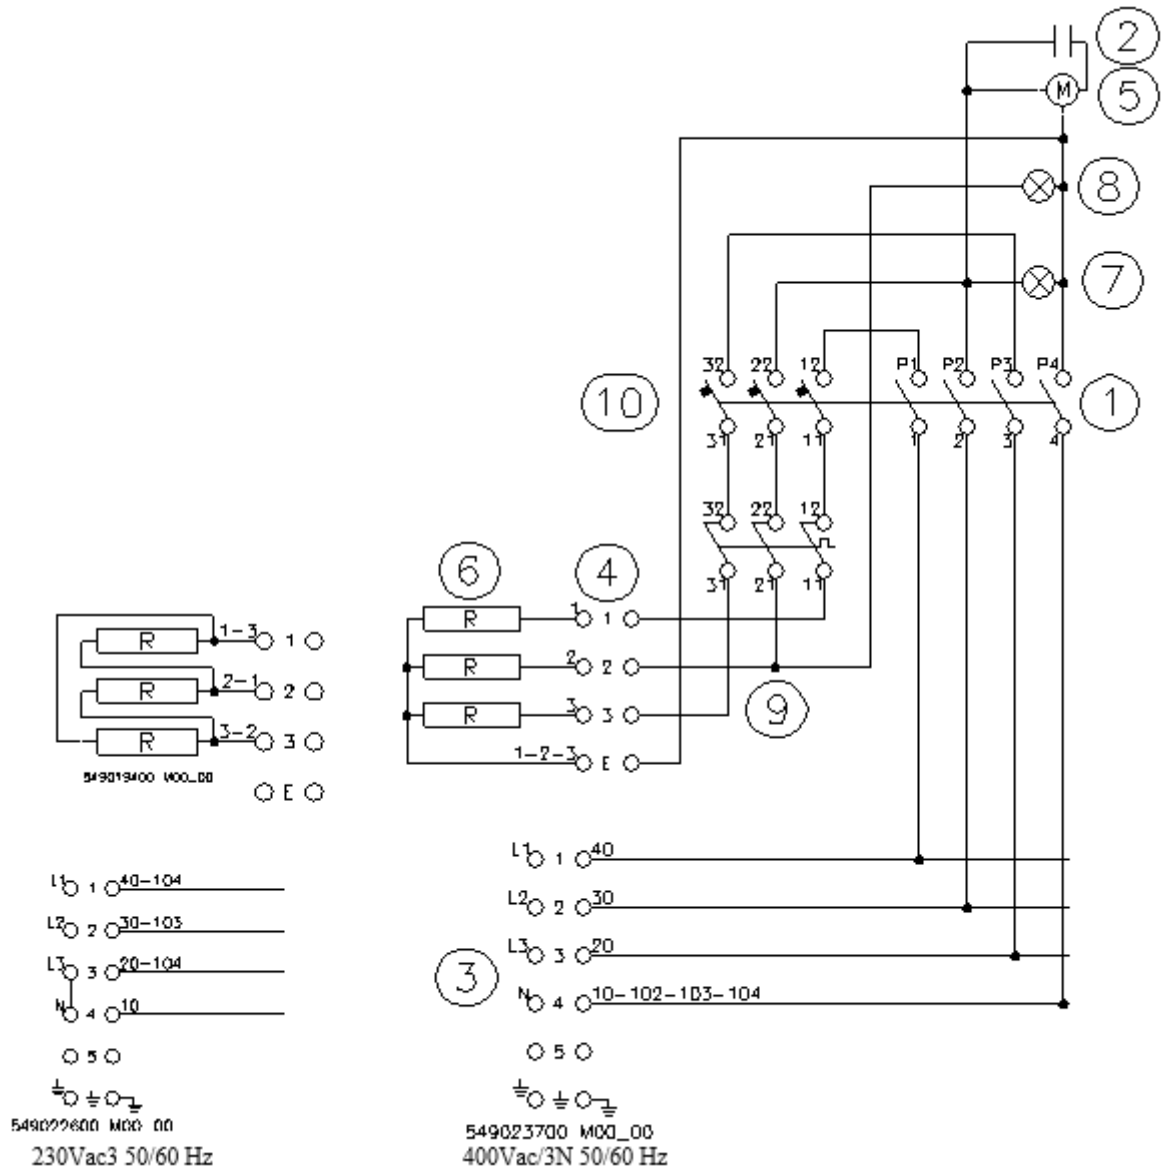 2
M 5
8
7
32 22 12 P1 P2 P3 P4
10 1
31 21 11 1 2 3 4
32 22 12
31 21 11
6 4
R 1 1
R 2 2
R 3 3
1-2-3 E
9
R 1-3 1
R 2-1 2
R 3-2 3
549019400 M00_00
E
L1 1 40-104
L2 2 30-103
L3 3 20-104
N 4 10
5
549022600 M00_00
230Vac3 50/60 Hz
L1 1 40
L2 2 30
L3 3 20
3
N 4 10-102-103-104
5
549023700 M00_00
400Vac/3N 50/60 Hz